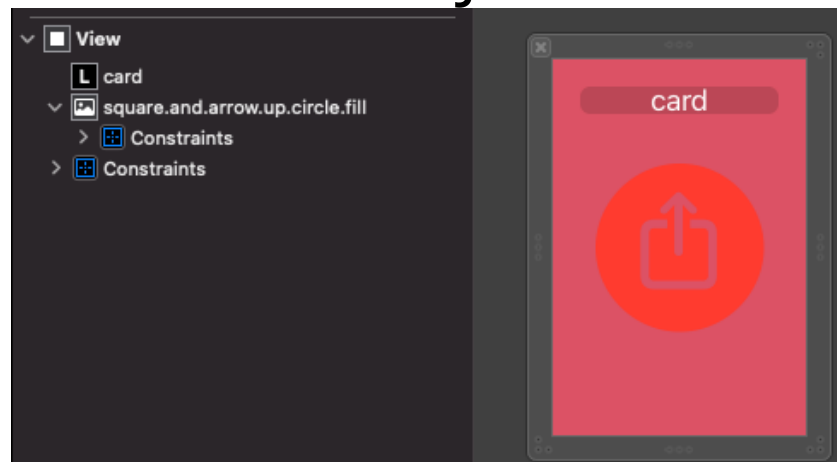 View
L card
square.and.arrow.up.circle.fill
Constraints
Constraints
card